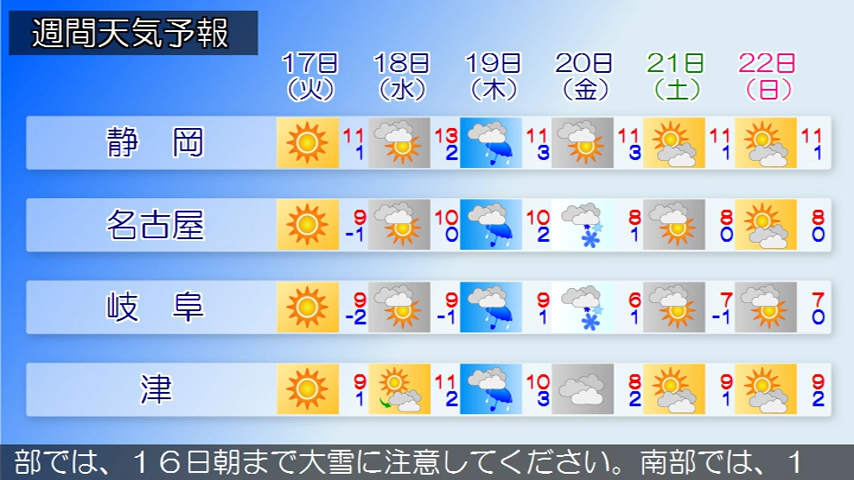 週間天気予報
17日 18日 19日 20日 21日 22日
（火） （水） （木） （金） （土） （日）
静　岡 11 1 13 2 11 3 11 3 11 1 11 1
名古屋 9 -1 10 0 10 2 8 1 8 0 8 0
岐　阜 9 -2 9 -1 9 1 6 1 7 -1 7 0
津 9 1 11 2 10 3 8 2 9 1 9 2
部では、１６日朝まで大雪に注意してください。南部では、１